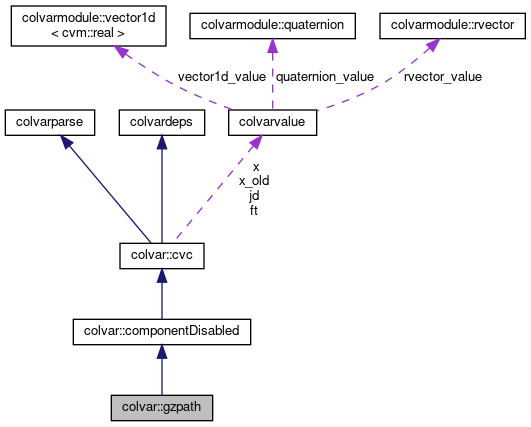 colvarmodule::vector1d
< cvm::real >
colvarmodule::quaternion
colvarmodule::rvector
vector1d_value
quaternion_value
rvector_value
colvarparse
colvardeps
colvarvalue
x
x_old
jd
ft
colvar::cvc
colvar::componentDisabled
colvar::gzpath